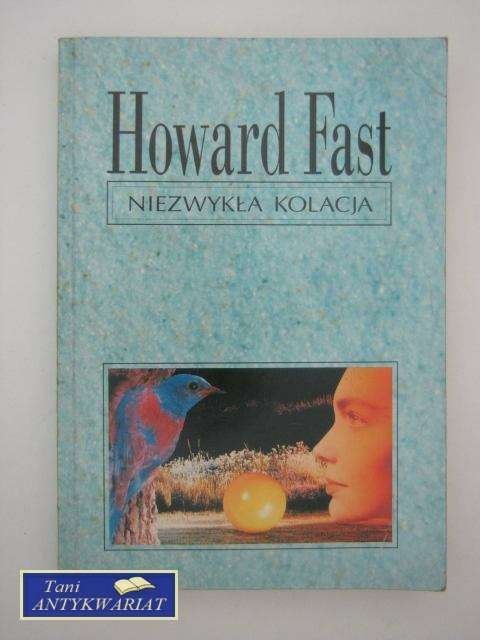 Howard Fast
NIEZWYKŁA KOLACJA
Tani
ANTYKWARIAT